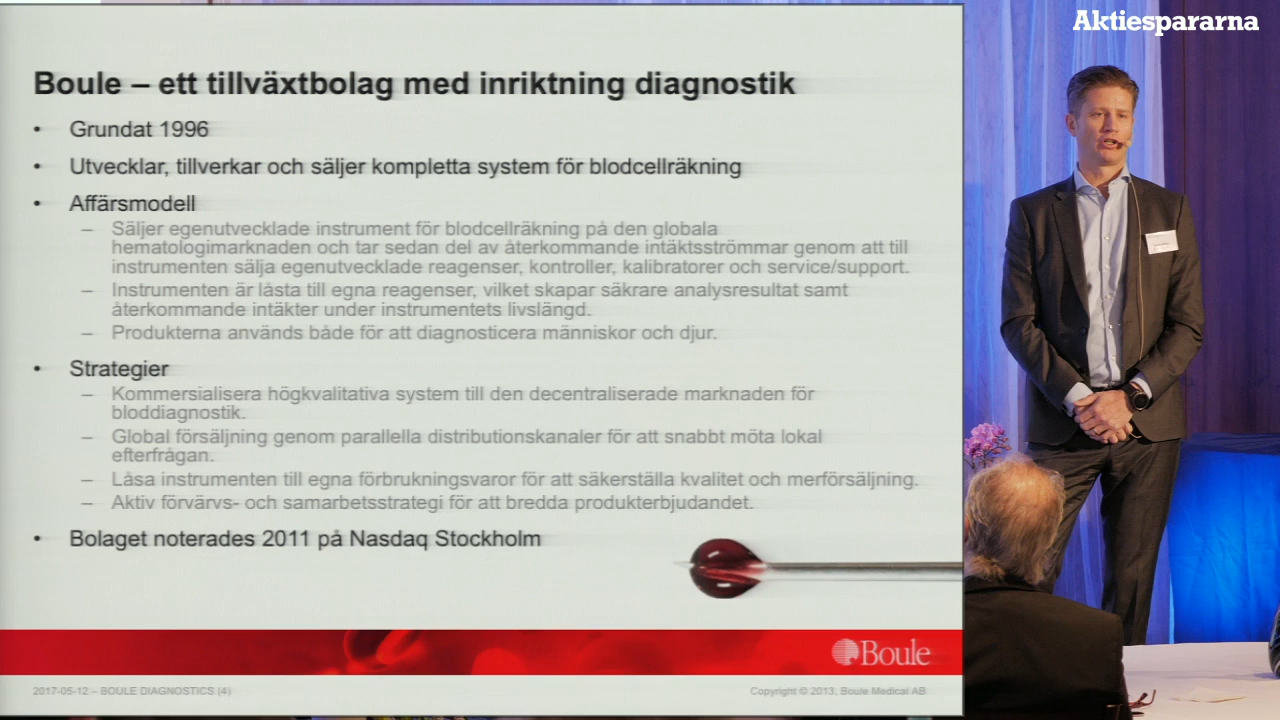 Aktiespararna
Boule – ett tillväxtbolag med inriktning diagnostik
• Grundat 1996
• Utvecklar, tillverkar och säljer kompletta system för blodcellräkning
• Affärsmodell
– Säljer egenutvecklade instrument för blodcellräkning på den globala
hematologimarknaden och tar sedan del av återkommande intäktsströmmar genom att till
instrumenten sälja egenutvecklade reagenser, kontroller, kalibratorer och service/support.
– Instrumenten är låsta till egna reagenser, vilket skapar säkrare analysresultat samt
återkommande intäkter under instrumentets livslängd.
– Produkterna används både för att diagnosticera människor och djur.
• Strategier
– Kommersialisera högkvalitativa system till den decentraliserade marknaden för
bloddiagnostik.
– Global försäljning genom parallella distributionskanaler för att snabbt möta lokal
efterfrågan.
– Låsa instrumenten till egna förbrukningsvaror för att säkerställa kvalitet och merförsäljning.
– Aktiv förvärvs- och samarbetsstrategi för att bredda produkterbjudandet.
• Bolaget noterades 2011 på Nasdaq Stockholm
Boule
2017-05-12 – BOULE DIAGNOSTICS (4)
Copyright © 2013, Boule Medical AB